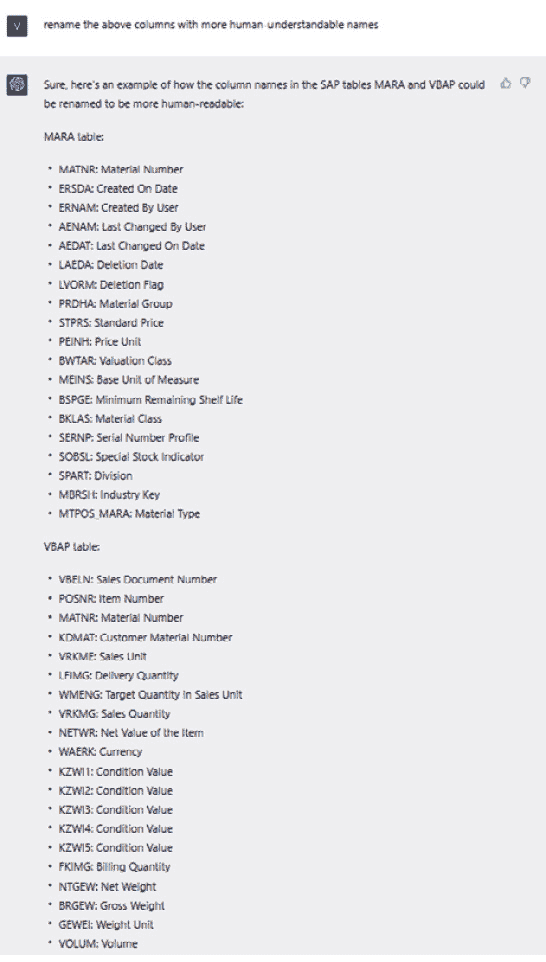 V
rename the above columns with more human-understandable names
Sure, here's an example of how the column names in the SAP tables MARA and VBAP could
be renamed to be more human-readable:
MARA table:
• MATNR: Material Number
• ERSDA: Created On Date
• ERNAM: Created By User
• AENAM: Last Changed By User
• AEDAT: Last Changed On Date
• LAEDA: Deletion Date
• LVORM: Deletion Flag
• PRDHA: Material Group
• STPRS: Standard Price
• PEINH: Price Unit
• BWTAR: Valuation Class
• MEINS: Base Unit of Measure
• BSPGE: Minimum Remaining Shelf Life
• BKLAS: Material Class
• SERNP: Serial Number Profile
• SOBSL: Special Stock Indicator
• SPART: Division
• MBRSH: Industry Key
• MTPOS_MARA: Material Type
VBAP table:
• VBELN: Sales Document Number
• POSNR: Item Number
• MATNR: Material Number
• KDMAT: Customer Material Number
• VRKME: Sales Unit
• LFIMG: Delivery Quantity
• WMENG: Target Quantity in Sales Unit
• VRKMG: Sales Quantity
• NETWR: Net Value of the Item
• WAERK: Currency
• KZWI1: Condition Value
• KZWI2: Condition Value
• KZWI3: Condition Value
• KZWI4: Condition Value
• KZWI5: Condition Value
• FKIMG: Billing Quantity
• NTGEW: Net Weight
• BRGEW: Gross Weight
• GEWEI: Weight Unit
• VOLUM: Volume